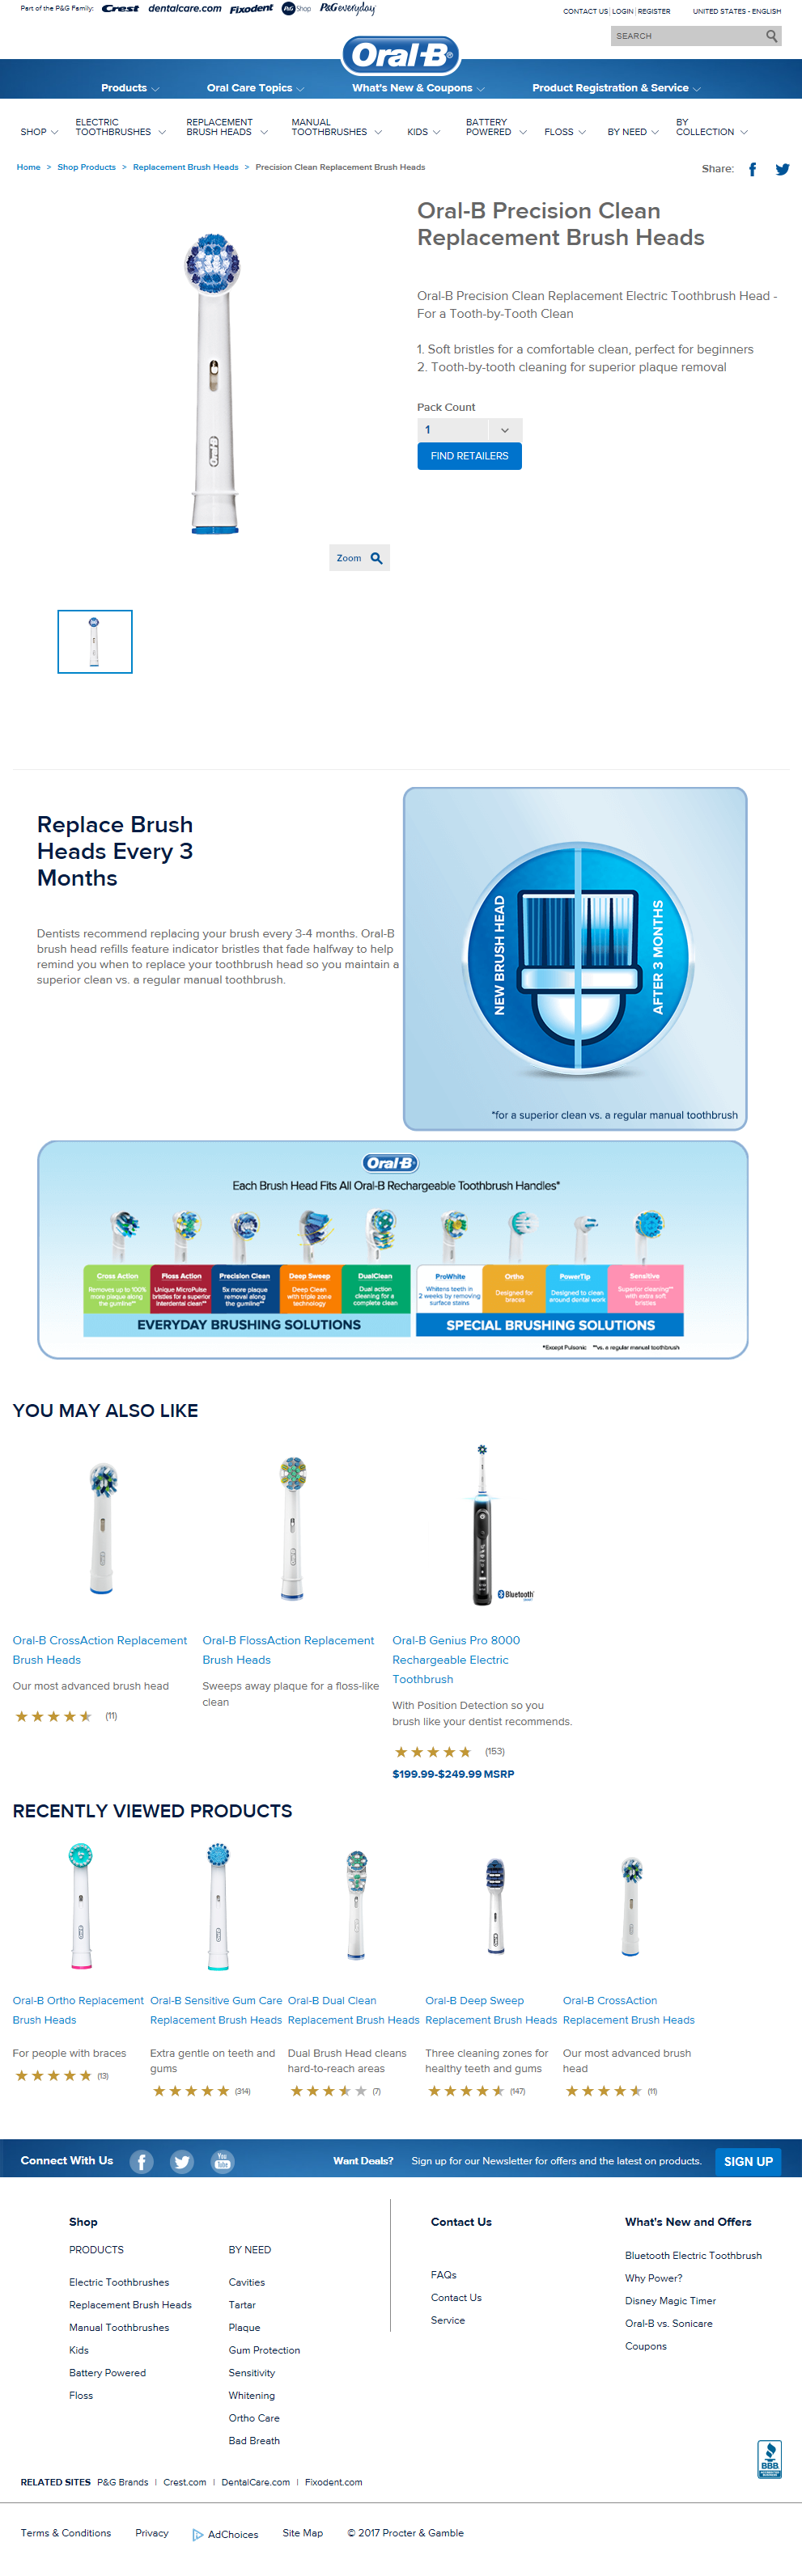 Part of the P&G Family: Crest dentalcare.com Fixodent P&G Shop P&G everyday
CONTACT US | LOGIN | REGISTER UNITED STATES - ENGLISH
SEARCH
Oral-B
Products Oral Care Topics What's New & Coupons Product Registration & Service
SHOP ELECTRIC TOOTHBRUSHES REPLACEMENT BRUSH HEADS MANUAL TOOTHBRUSHES KIDS BATTERY POWERED FLOSS BY NEED BY COLLECTION
Home > Shop Products > Replacement Brush Heads > Precision Clean Replacement Brush Heads
Share:
Oral-B Precision Clean
Replacement Brush Heads
Oral-B Precision Clean Replacement Electric Toothbrush Head -
For a Tooth-by-Tooth Clean
1. Soft bristles for a comfortable clean, perfect for beginners
2. Tooth-by-tooth cleaning for superior plaque removal
Pack Count
1
FIND RETAILERS
Zoom
Replace Brush
Heads Every 3
Months
Dentists recommend replacing your brush every 3-4 months. Oral-B
brush head refills feature indicator bristles that fade halfway to help
remind you when to replace your toothbrush head so you maintain a
superior clean vs. a regular manual toothbrush.
NEW BRUSH HEAD
AFTER 3 MONTHS
*for a superior clean vs. a regular manual toothbrush
Oral-B
Each Brush Head Fits All Oral-B Rechargeable Toothbrush Handles*
Cross Action
Removes up to 100%
more plaque along
the gumline**
Floss Action
Unique MicroPulse
bristles for a superior
interdental clean**
Precision Clean
5x more plaque
removal along
the gumline**
Deep Sweep
Deep Clean
with triple zone
technology
DualClean
Dual action
cleaning for a
complete clean
ProWhite
Whitens teeth in
2 weeks by removing
surface stains
Ortho
Designed for
braces
PowerTip
Designed to clean
around dental work
Sensitive
Superior cleaning**
with extra soft
bristles
EVERYDAY BRUSHING SOLUTIONS
SPECIAL BRUSHING SOLUTIONS
*Except Pulsonic **vs. a regular manual toothbrush
YOU MAY ALSO LIKE
Bluetooth
Oral-B CrossAction Replacement
Brush Heads
Our most advanced brush head
(11)
Oral-B FlossAction Replacement
Brush Heads
Sweeps away plaque for a floss-like
clean
Oral-B Genius Pro 8000
Rechargeable Electric
Toothbrush
With Position Detection so you
brush like your dentist recommends.
(153)
$199.99-$249.99 MSRP
RECENTLY VIEWED PRODUCTS
Oral-B Ortho Replacement
Brush Heads
For people with braces
(13)
Oral-B Sensitive Gum Care
Replacement Brush Heads
Extra gentle on teeth and
gums
(314)
Oral-B Dual Clean
Replacement Brush Heads
Dual Brush Head cleans
hard-to-reach areas
(7)
Oral-B Deep Sweep
Replacement Brush Heads
Three cleaning zones for
healthy teeth and gums
(147)
Oral-B CrossAction
Replacement Brush Heads
Our most advanced brush
head
(11)
Connect With Us
You Tube
Want Deals? Sign up for our Newsletter for offers and the latest on products. SIGN UP
Shop
PRODUCTS
Electric Toothbrushes
Replacement Brush Heads
Manual Toothbrushes
Kids
Battery Powered
Floss
BY NEED
Cavities
Tartar
Plaque
Gum Protection
Sensitivity
Whitening
Ortho Care
Bad Breath
Contact Us
FAQs
Contact Us
Service
What's New and Offers
Bluetooth Electric Toothbrush
Why Power?
Disney Magic Timer
Oral-B vs. Sonicare
Coupons
BBB
RELATED SITES P&G Brands | Crest.com | DentalCare.com | Fixodent.com
Terms & Conditions Privacy AdChoices Site Map © 2017 Procter & Gamble